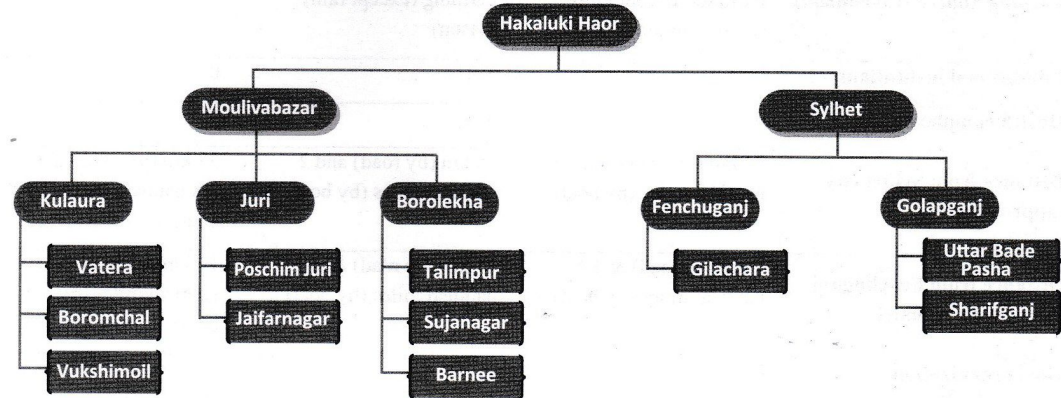 Hakaluki Haor
Moulivabazar
Sylhet
Kulaura
Juri
Borolekha
Fenchuganj
Golapganj
Vatera
Boromchal
Vukshimoil
Poschim Juri
Jaifarnagar
Talimpur
Sujanagar
Barnee
Gilachara
Uttar Bade
Pasha
Sharifganj